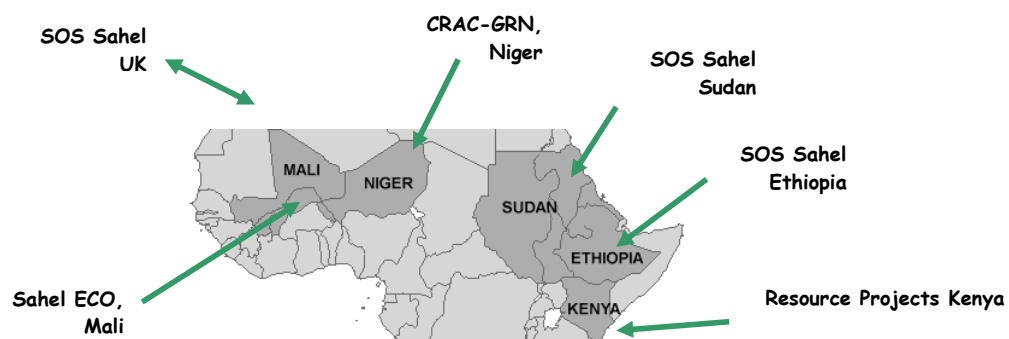 CRAC-GRN,
Niger
SOS Sahel
UK
SOS Sahel
Sudan
SOS Sahel
Ethiopia
MALI
NIGER
SUDAN
ETHIOPIA
Sahel ECO,
Mali
KENYA
Resource Projects Kenya